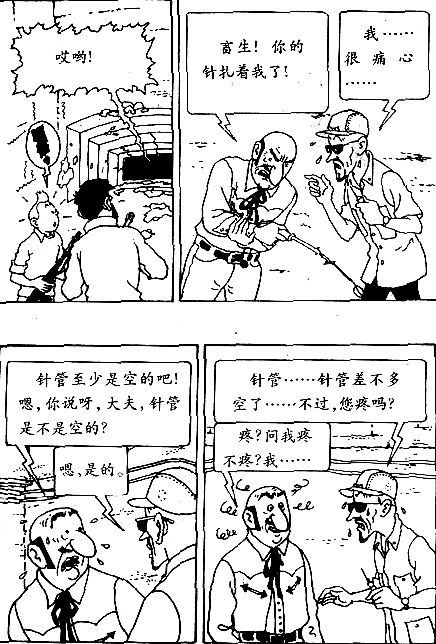 哎哟!
畜生!你的
针扎着我了!
我……
很痛心
……
针管至少是空的吧!
嗯,你说呀,大夫,针管
是不是空的?
嗯,是的。
针管……针管差不多
空了……不过,您疼吗?
疼?问我疼
不疼?我……